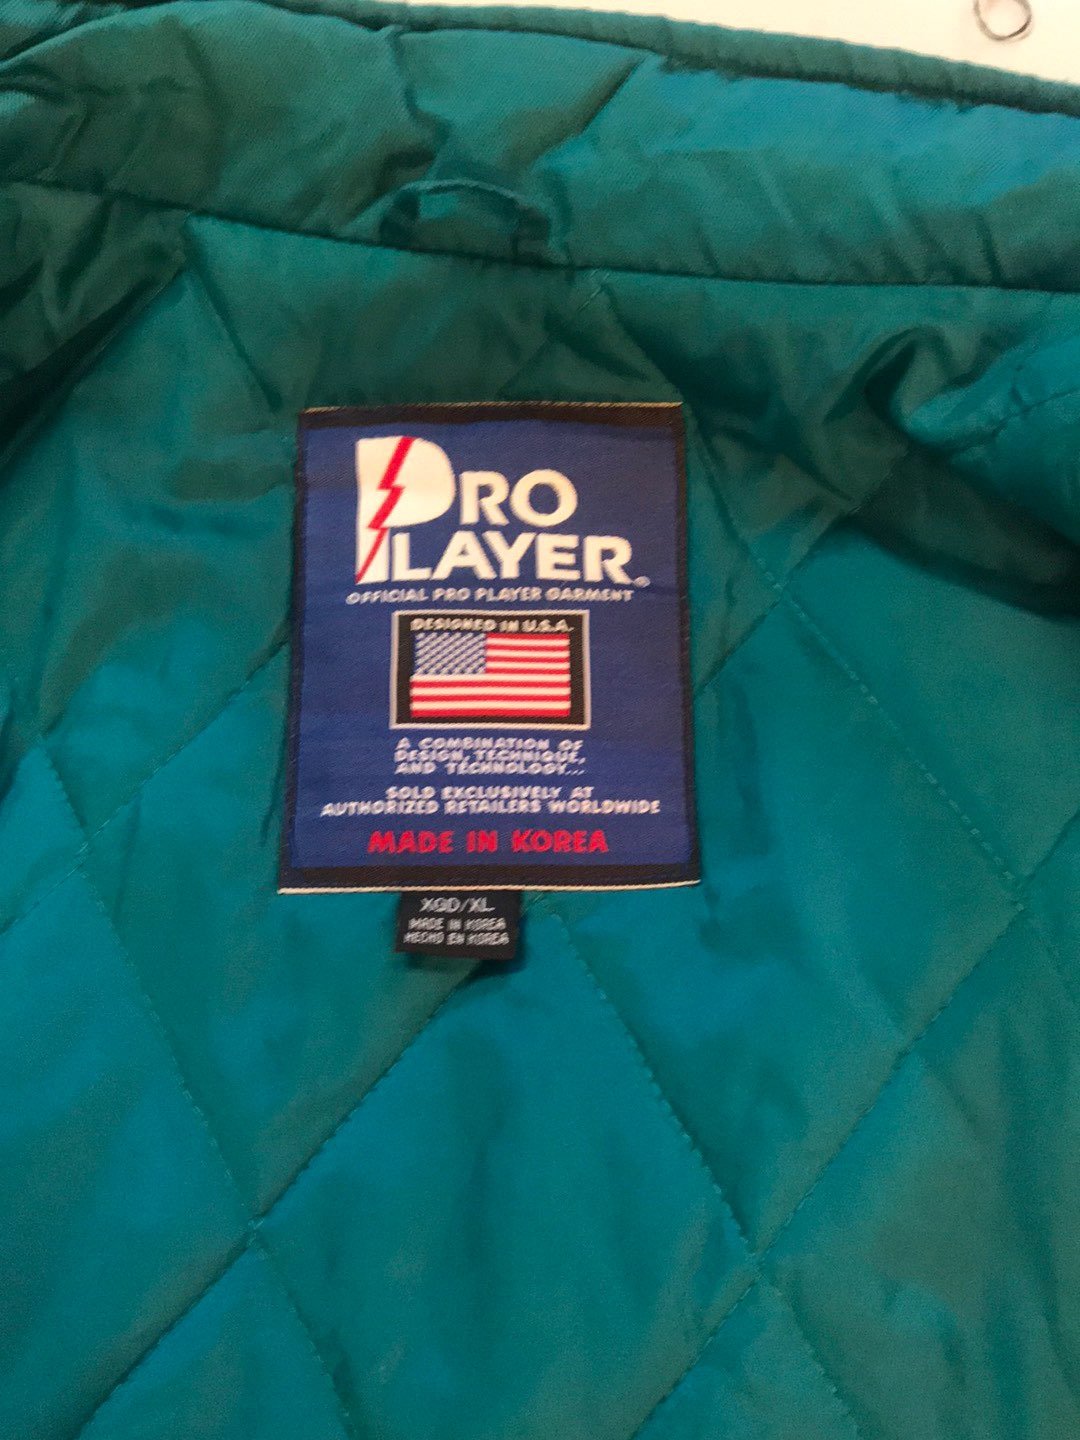 PRO
PLAYER®
OFFICIAL PRO PLAYER GARMENT
DESIGNED IN U.S.A.
A COMBINATION OF
DESIGN, TECHNIQUE,
AND TECHNOLOGY...
SOLD EXCLUSIVELY AT
AUTHORIZED RETAILERS WORLDWIDE
MADE IN KOREA
XGD/XL
MADE IN KOREA
HECHO EN KOREA